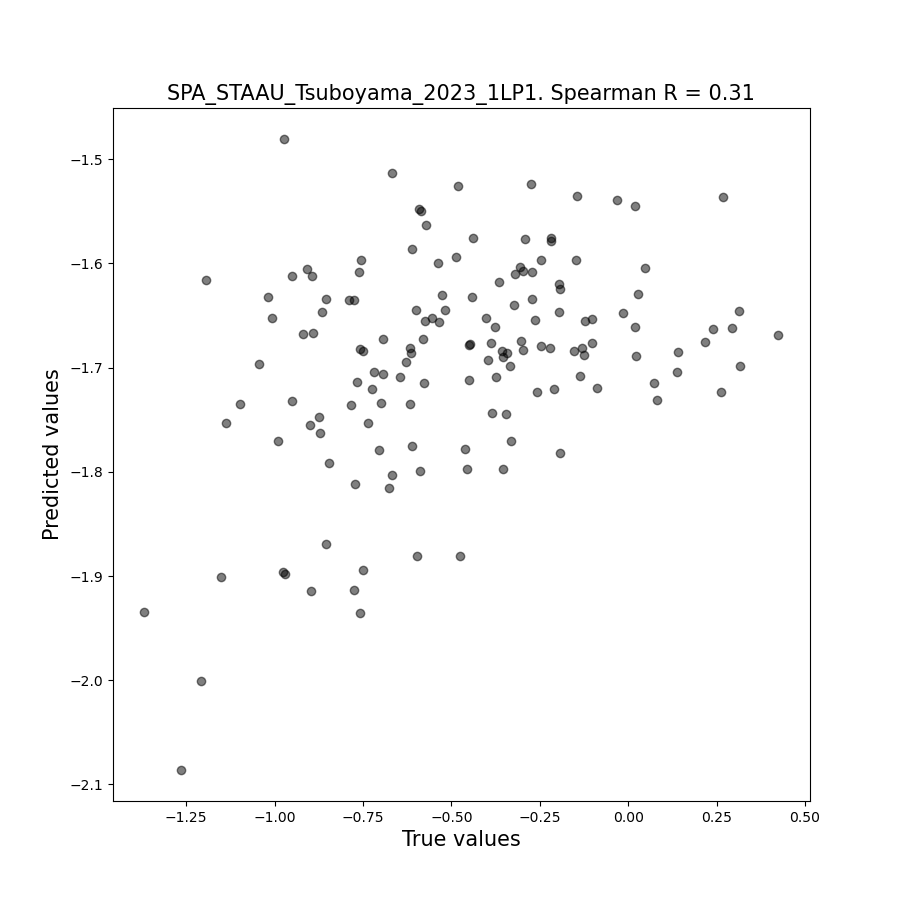 SPA_STAAU_Tsuboyama_2023_1LP1. Spearman R = 0.31
Predicted values
−1.5
−1.6
−1.7
−1.8
−1.9
−2.0
−2.1
−1.25 −1.00 −0.75 −0.50 −0.25 0.00 0.25 0.50
True values